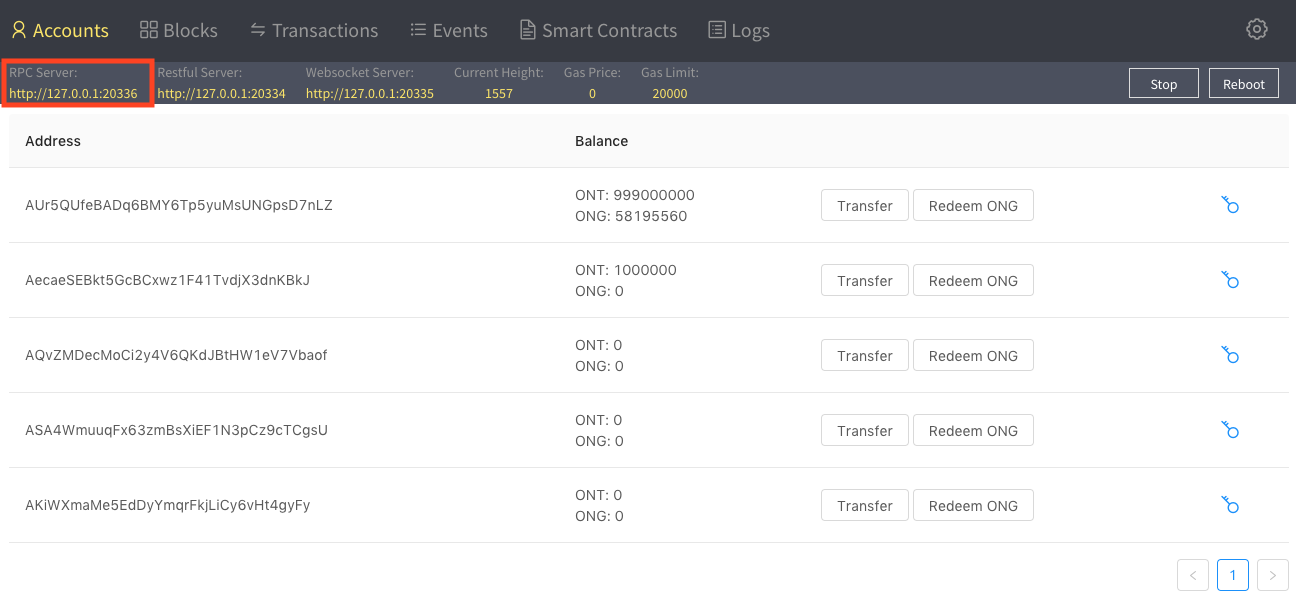 Accounts Blocks Transactions Events Smart Contracts Logs
RPC Server: Restful Server: Websocket Server: Current Height: Gas Price: Gas Limit:
http://127.0.0.1:20336 http://127.0.0.1:20334 http://127.0.0.1:20335 1557 0 20000 Stop Reboot
Address Balance
AUr5QUfeBADq6BMY6Tp5yuMsUNGpsD7nLZ ONT: 999000000
ONG: 58195560 Transfer Redeem ONG
AecaeSEBkt5GcBCxwz1F41TvdjX3dnKBkJ ONT: 1000000
ONG: 0 Transfer Redeem ONG
AQvZMDecMoCi2y4V6QKdJBtHW1eV7Vbaof ONT: 0
ONG: 0 Transfer Redeem ONG
ASA4WmuuqFx63zmBsXiEF1N3pCz9cTCgsU ONT: 0
ONG: 0 Transfer Redeem ONG
AKiWXmaMe5EdDyYmqrFkjLiCy6vHt4gyFy ONT: 0
ONG: 0 Transfer Redeem ONG
< 1 >